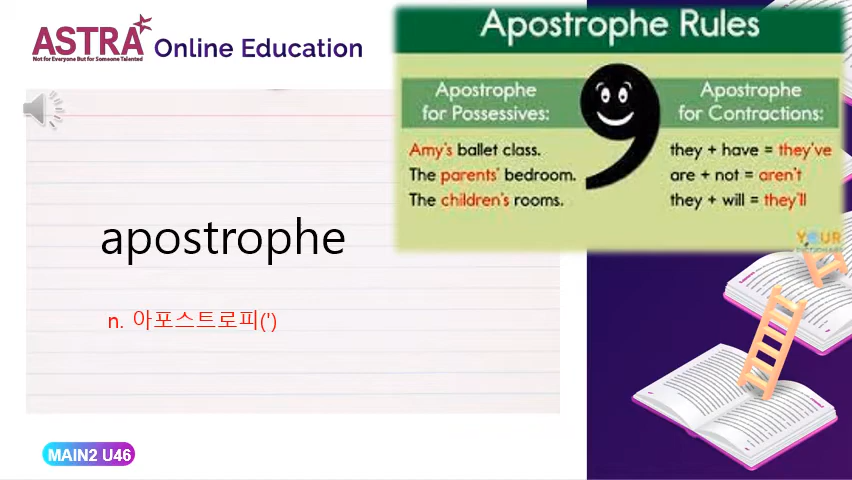 ASTRA Online Education
Not for Everyone But for Someone Talented
Apostrophe Rules
Apostrophe
for Possessives:
Amy's ballet class.
The parents' bedroom.
The children's rooms.
Apostrophe
for Contractions:
they + have = they've
are + not = aren't
they + will = they'll
YOUR
DICTIONARY
apostrophe
n. 아포스트로피(')
MAIN2 U46